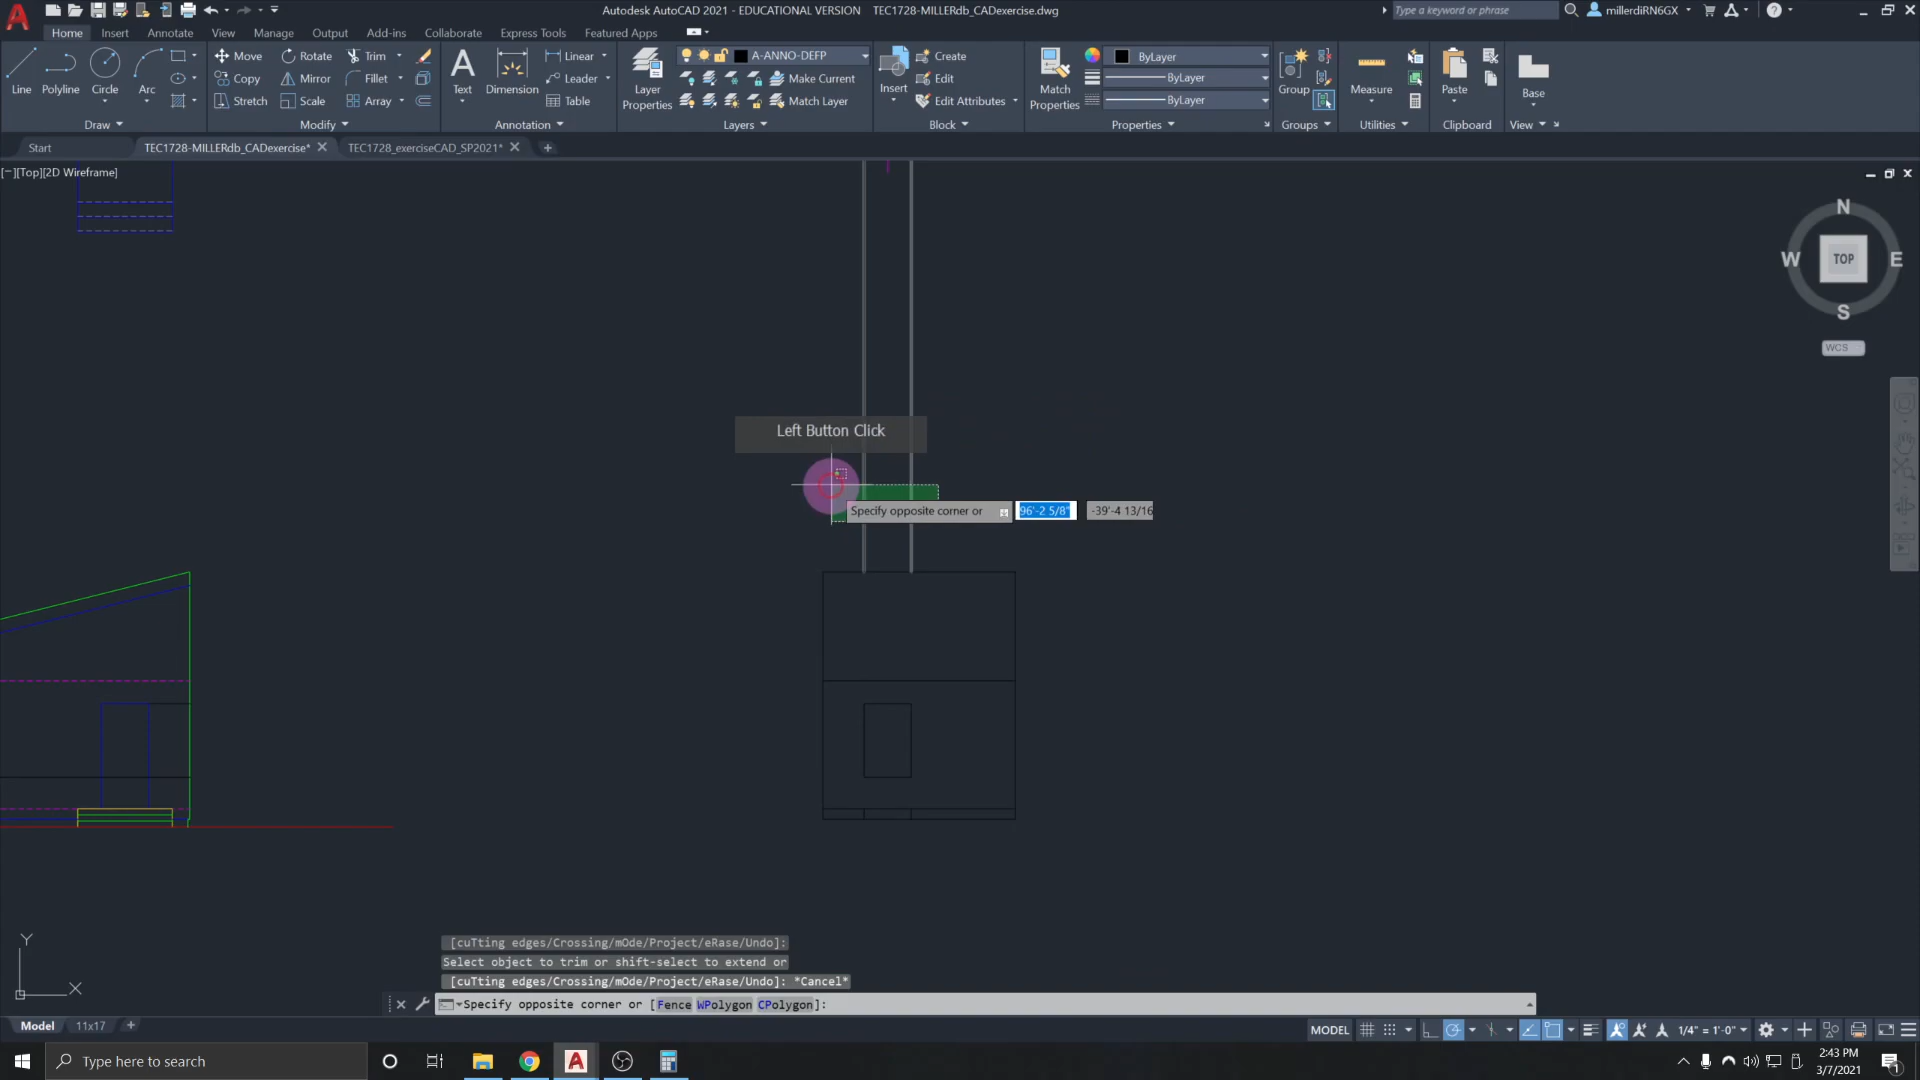 Autodesk AutoCAD 2021 - EDUCATIONAL VERSION TEC1728-MILLERdb_CADexercise.dwg
Type a keyword or phrase
millerdiRN6GX
Home Insert Annotate View Manage Output Add-ins Collaborate Express Tools Featured Apps
Line Polyline Circle Arc
Move Rotate Trim
Copy Mirror Fillet
Stretch Scale Array
Text Dimension
Linear
Leader
Table
Layer Properties
A-ANNO-DEFP
Make Current
Match Layer
Insert
Create
Edit
Edit Attributes
Match Properties
ByLayer
ByLayer
ByLayer
Group Measure Paste Base
Draw Modify Annotation Layers Block Properties Groups Utilities Clipboard View
Start TEC1728-MILLERdb_CADexercise* TEC1728_exerciseCAD_SP2021*
[−][Top][2D Wireframe]
N
W TOP E
S
WCS
Left Button Click
Specify opposite corner or 96'-2 5/8" -39'-4 13/16
Y
X
[cuTting edges/Crossing/mOde/Project/eRase/Undo]:
Select object to trim or shift-select to extend or
[cuTting edges/Crossing/mOde/Project/eRase/Undo]: *Cancel*
Specify opposite corner or [Fence WPolygon CPolygon]:
Model 11x17
MODEL 1/4" = 1'-0"
Type here to search
2:43 PM
3/7/2021
1